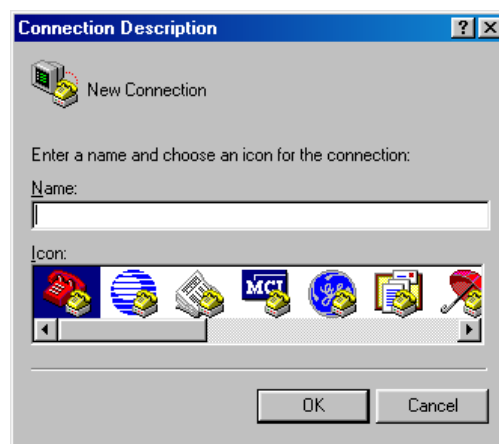 Connection Description
New Connection
Enter a name and choose an icon for the connection:
Name:
Icon:
MCI
OK
Cancel